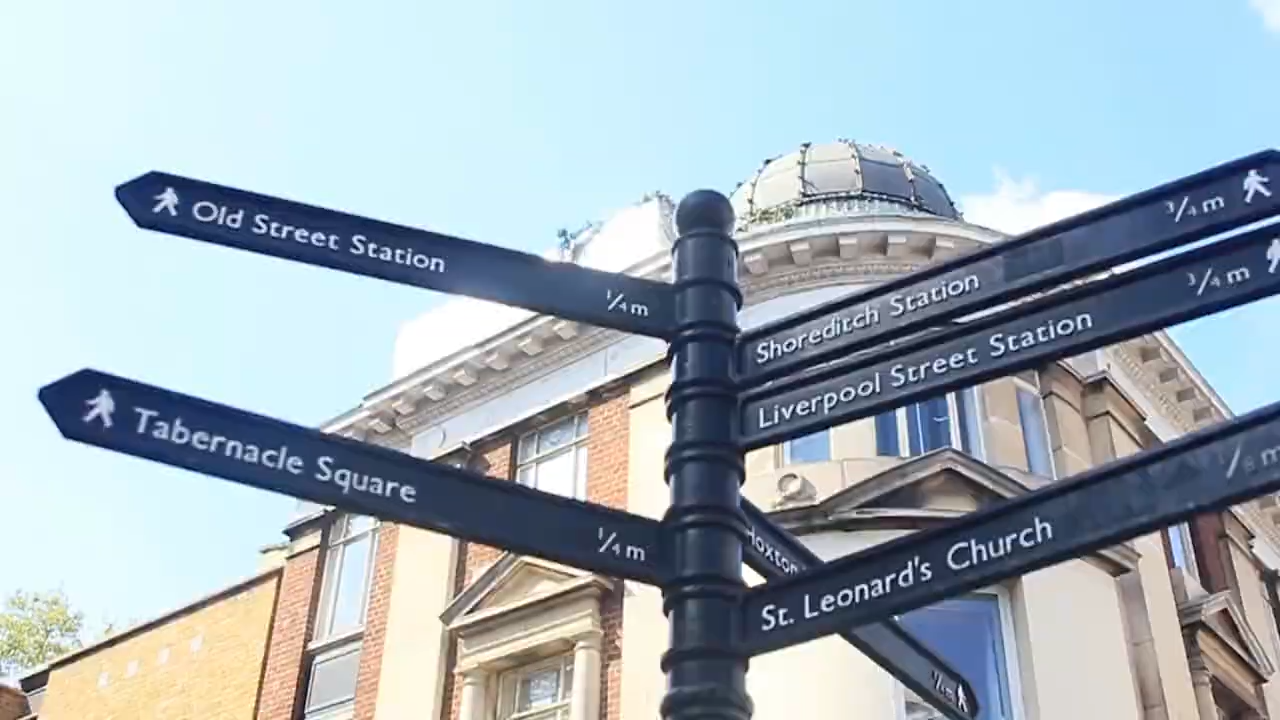 Old Street Station
1/4 m
Tabernacle Square
1/4 m
3/4 m
Shoreditch Station
3/4 m
Liverpool Street Station
Hoxton
St. Leonard's Church
/8 m